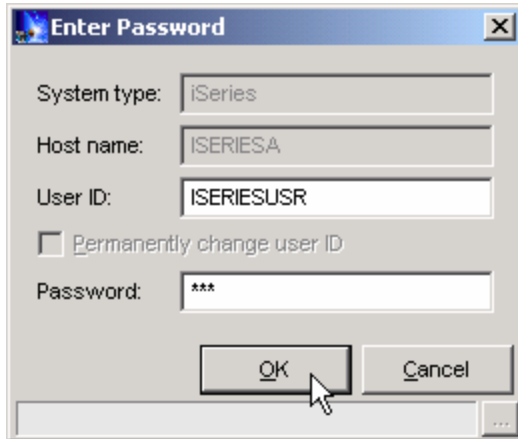 Enter Password
System type: iSeries
Host name: ISERIESA
User ID: ISERIESUSR
Permanently change user ID
Password: ***
OK Cancel
...